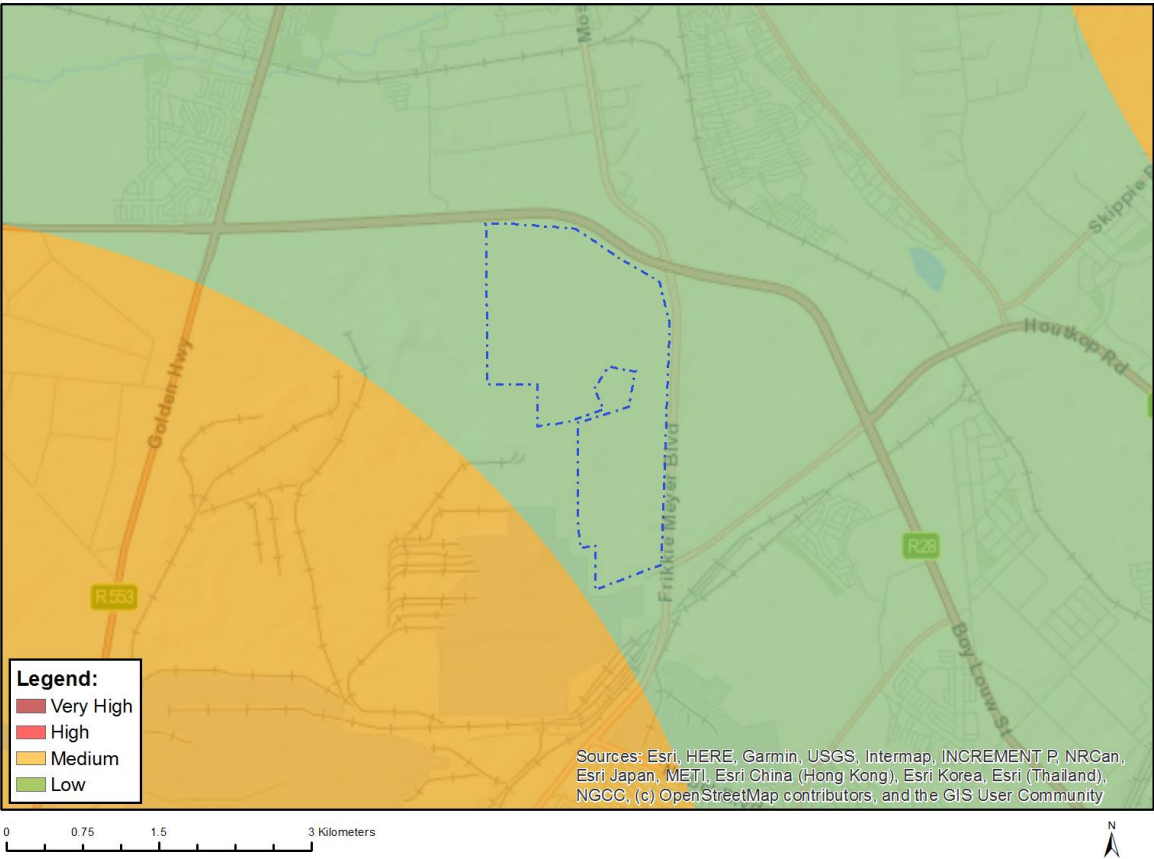 Mos
Skippie
Houtkop Rd
Golden Hwy
Frikkie Meyer Blvd
R28
R553
Boy Louw St
Legend:
Very High
High
Medium
Low
Sources: Esri, HERE, Garmin, USGS, Intermap, INCREMENT P, NRCan,
Esri Japan, METI, Esri China (Hong Kong), Esri Korea, Esri (Thailand),
NGCC, (c) OpenStreetMap contributors, and the GIS User Community
0 0.75 1.5 3 Kilometers
N